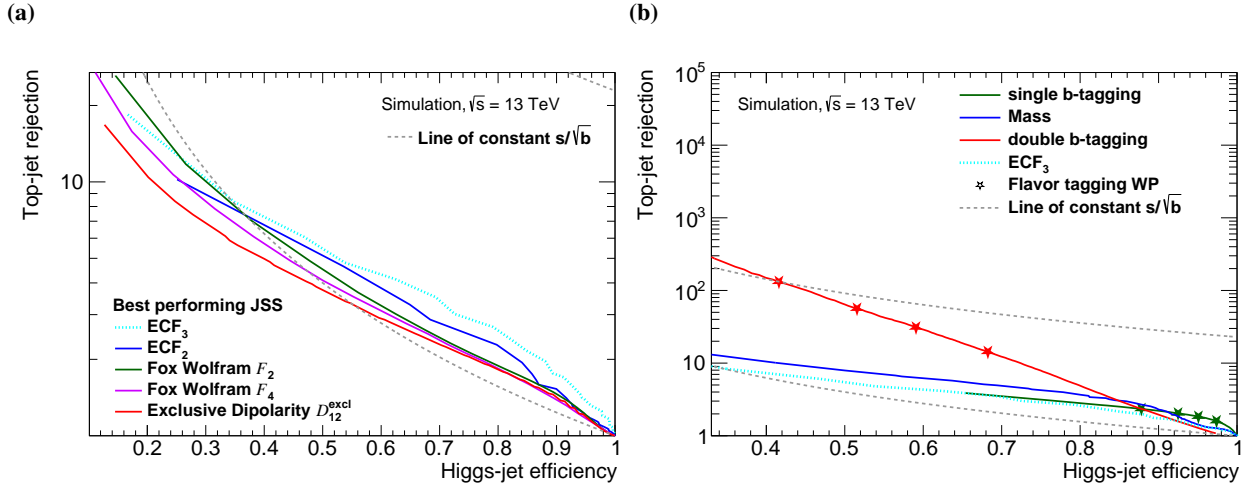 (a)
Top-jet rejection
10
Simulation, √s = 13 TeV
Line of constant s/√b
Best performing JSS
ECF3
ECF2
Fox Wolfram F2
Fox Wolfram F4
Exclusive Dipolarity D12^excl
0.2 0.3 0.4 0.5 0.6 0.7 0.8 0.9 1
Higgs-jet efficiency
(b)
Top-jet rejection
10^5
10^4
10^3
10^2
10
1
Simulation, √s = 13 TeV
single b-tagging
Mass
double b-tagging
ECF3
Flavor tagging WP
Line of constant s/√b
0.4 0.5 0.6 0.7 0.8 0.9 1
Higgs-jet efficiency